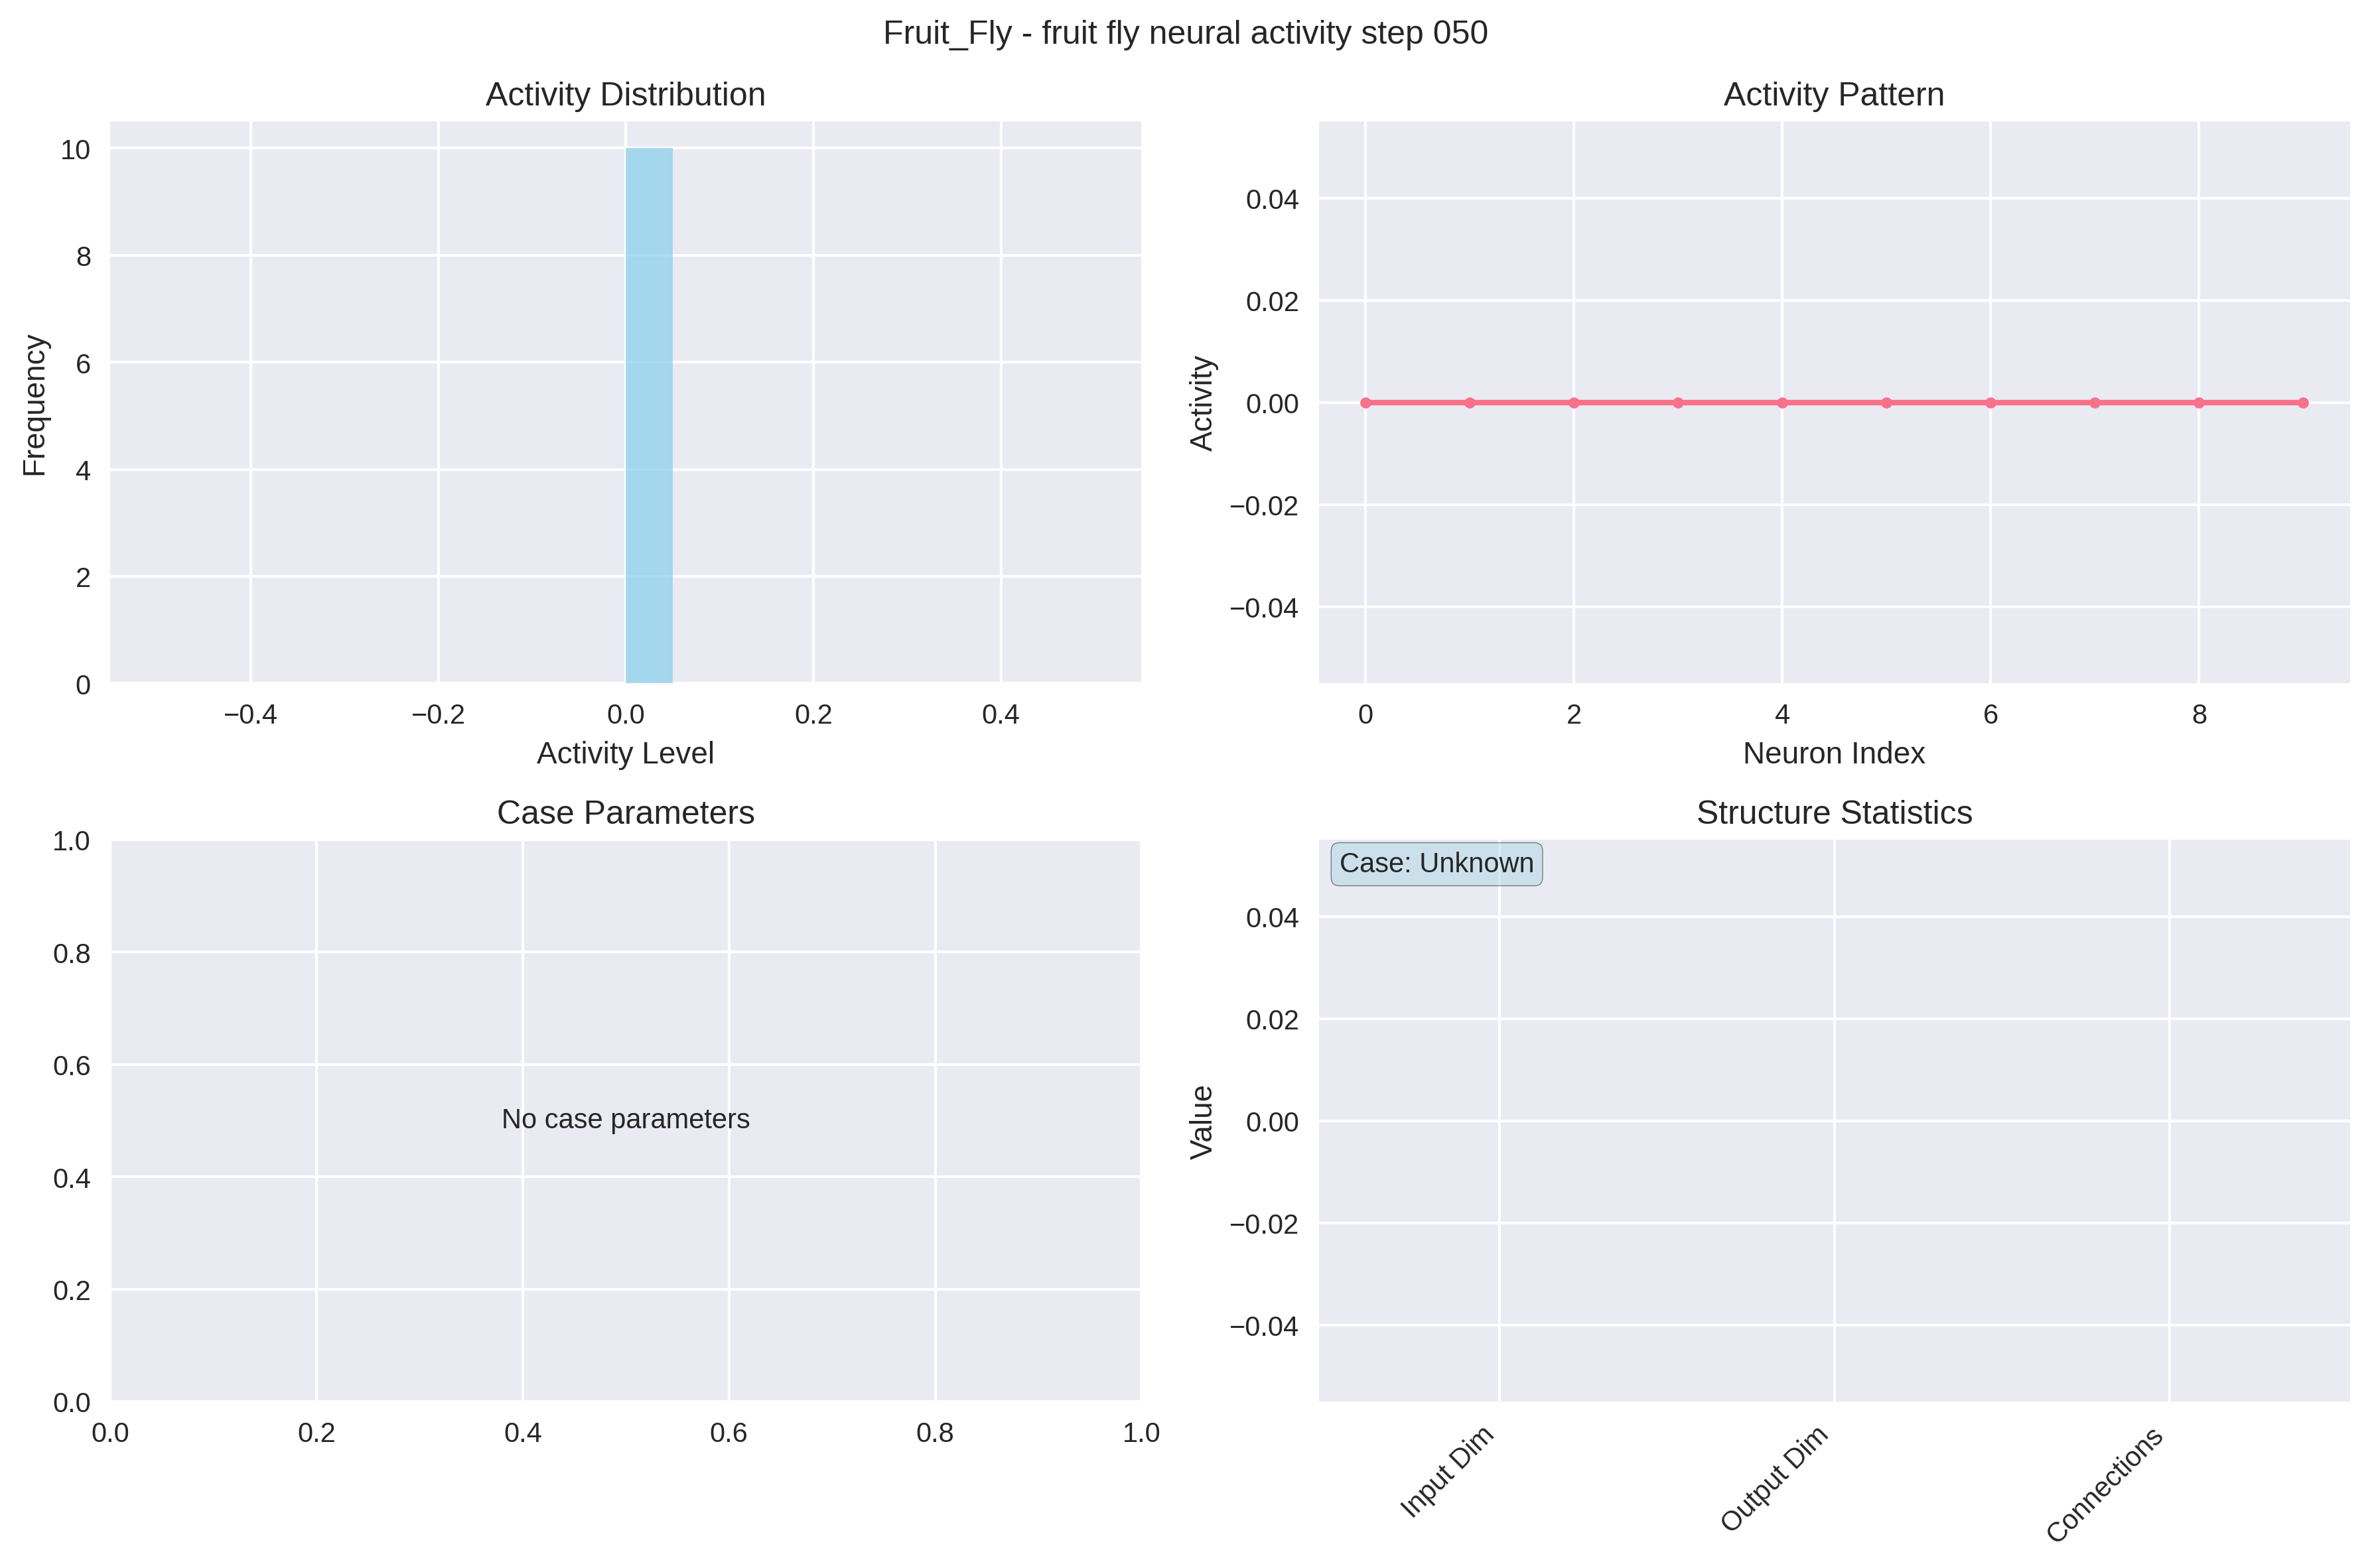 Fruit_Fly - fruit fly neural activity step 050
Activity Distribution
10
8
6
4
2
0
Frequency
−0.4
−0.2
0.0
0.2
0.4
Activity Level
Activity Pattern
0.04
0.02
0.00
−0.02
−0.04
Activity
0
2
4
6
8
Neuron Index
Case Parameters
1.0
0.8
0.6
0.4
0.2
0.0
No case parameters
0.0
0.2
0.4
0.6
0.8
1.0
Structure Statistics
Case: Unknown
0.04
0.02
0.00
−0.02
−0.04
Value
Input Dim
Output Dim
Connections